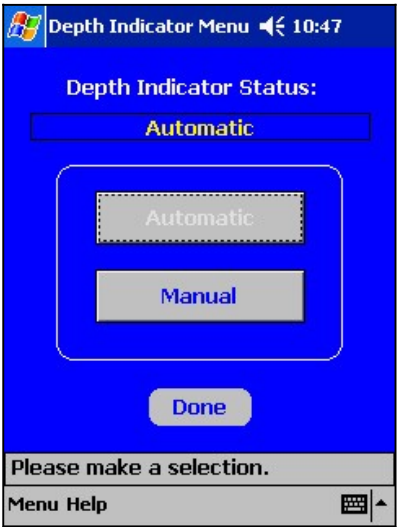 Depth Indicator Menu 10:47
Depth Indicator Status:
Automatic
Automatic
Manual
Done
Please make a selection.
Menu Help